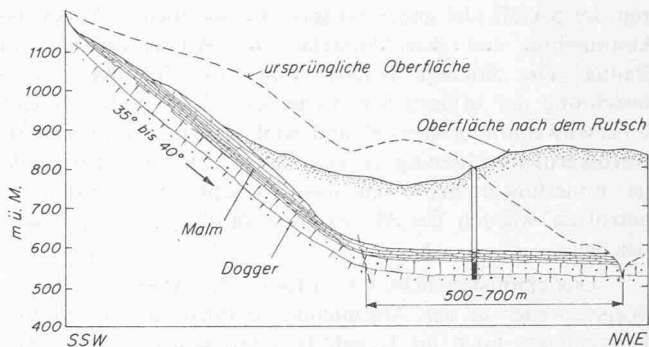 1100
ursprüngliche Oberfläche
1000
900
Oberfläche nach dem Rutsch
35° bis 40°
800
m ü. M.
700
Malm
600
Dogger
500
500-700 m
400
SSW
NNE